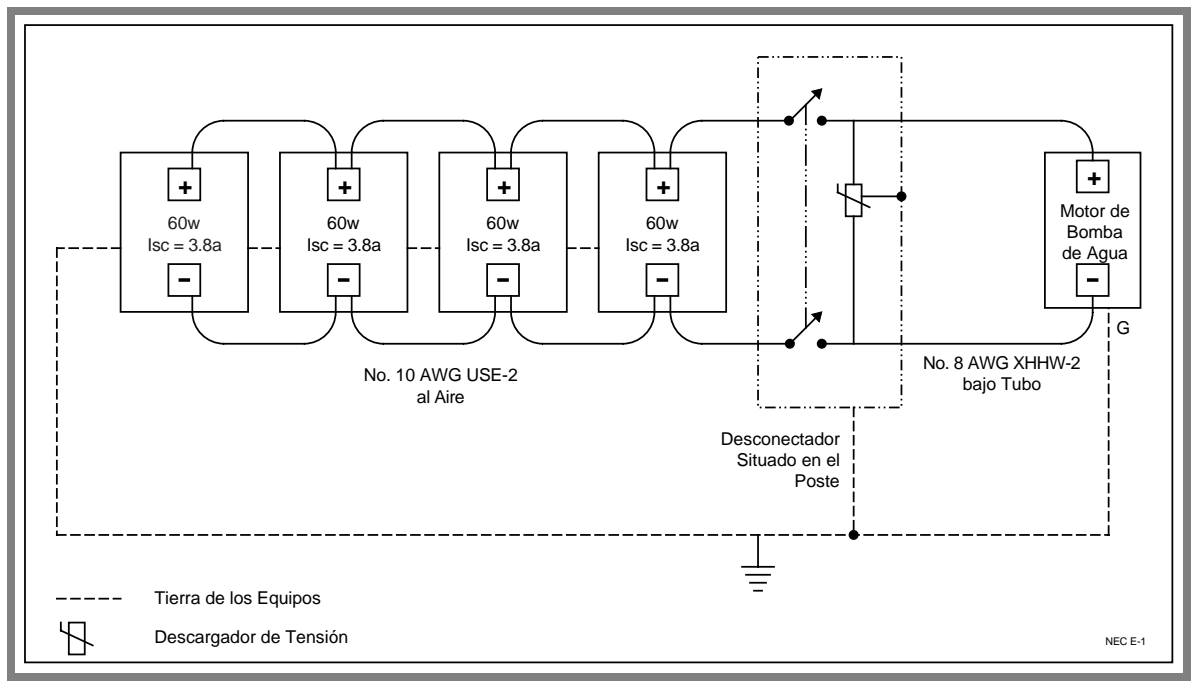 +
+
+
+
+
60w
Isc = 3.8a
60w
Isc = 3.8a
60w
Isc = 3.8a
60w
Isc = 3.8a
Motor de
Bomba
de Agua
−
−
−
−
−
G
No. 10 AWG USE-2
al Aire
No. 8 AWG XHHW-2
bajo Tubo
Desconectador
Situado en el
Poste
Tierra de los Equipos
Descargador de Tensión
NEC E-1